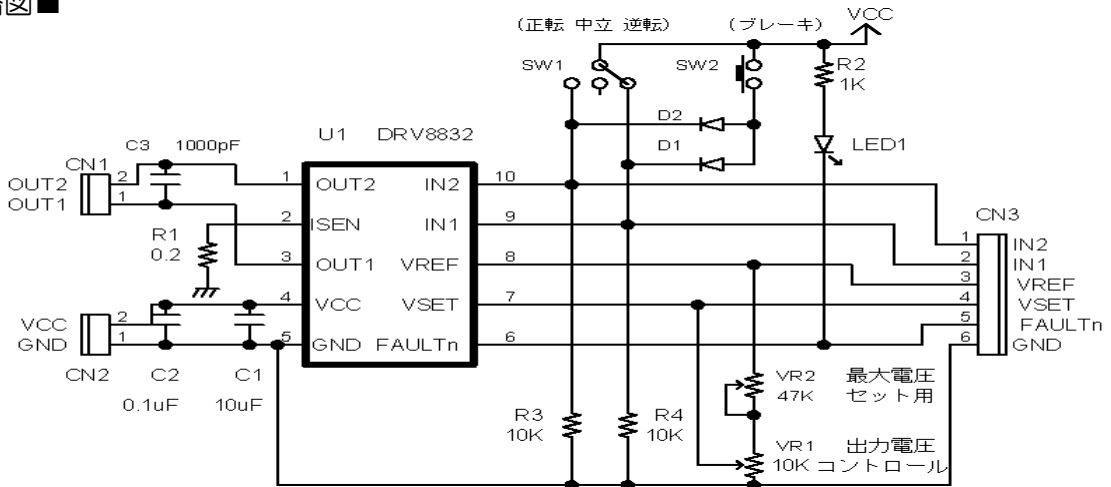 図■
(正転 中立 逆転)
(ブレーキ)
VCC
SW1
SW2
R2
1K
D2
D1
LED1
U1 DRV8832
C3 1000pF
CN1
OUT2 2
OUT1 1
R1
0.2
1 OUT2
2 ISEN
3 OUT1
4 VCC
5 GND
IN2 10
IN1 9
VREF 8
VSET 7
FAULTn 6
CN3
1 IN2
2 IN1
3 VREF
4 VSET
5 FAULTn
6 GND
VCC 2
GND 1
CN2
C2
0.1uF
C1
10uF
R3
10K
R4
10K
VR2 最大電圧
47K セット用
VR1 出力電圧
10K コントロール